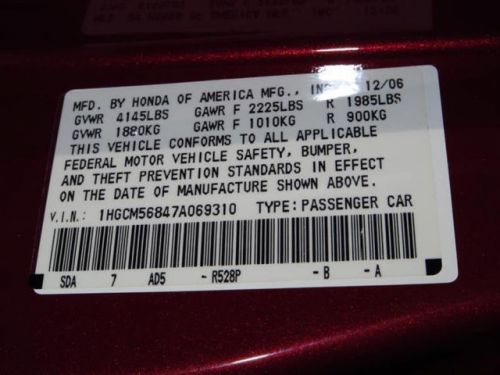 MFD. BY HONDA OF AMERICA MFG., INC. 12/06
GVWR 4145LBS GAWR F 2225LBS R 1985LBS
GVWR 1880KG GAWR F 1010KG R 900KG
THIS VEHICLE CONFORMS TO ALL APPLICABLE
FEDERAL MOTOR VEHICLE SAFETY, BUMPER,
AND THEFT PREVENTION STANDARDS IN EFFECT
ON THE DATE OF MANUFACTURE SHOWN ABOVE.
V.I.N.: 1HGCM56847A069310 TYPE: PASSENGER CAR
SDA 7 AD5 - R528P - B - A